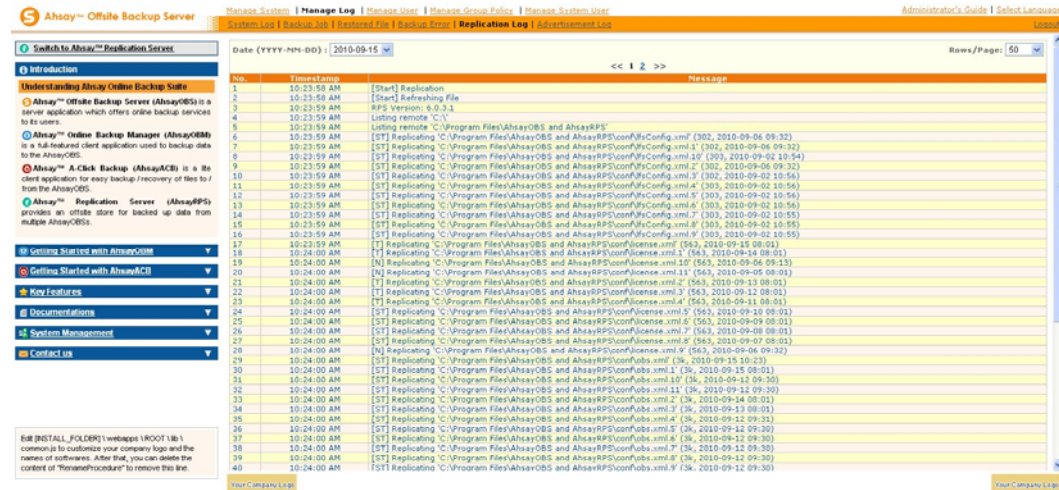 Ahsay™ Offsite Backup Server
Manage System | Manage Log | Manage User | Manage Group Policy | Manage System User
Administrator's Guide | Select Language
System Log | Backup Job | Restored File | Backup Error | Replication Log | Advertisement Log
Logout
Switch to Ahsay™ Replication Server
Introduction
Understanding Ahsay Online Backup Suite
Ahsay™ Offsite Backup Server (AhsayOBS) is a
server application which offers online backup services
to its users.
Ahsay™ Online Backup Manager (AhsayOBM)
is a full-featured client application used to backup data
to the AhsayOBS.
Ahsay™ A-Click Backup (AhsayACB) is a lite
client application for easy backup / recovery of files to /
from the AhsayOBS.
Ahsay™ Replication Server (AhsayRPS)
provides an offsite store for backed up data from
multiple AhsayOBSs.
Getting Started with AhsayOBM
Getting Started with AhsayACB
Key Features
Documentations
System Management
Contact us
Edit [INSTALL_FOLDER] \ webapps \ ROOT \ lib \
common.js to customize your company logo and the
names of softwares. After that, you can delete the
content of "RenameProcedure" to remove this line.
Date (YYYY-MM-DD) : 2010-09-15
Rows/Page: 50
<< 1 2 >>
No. Timestamp Message
1 10:23:58 AM [Start] Replication
2 10:23:58 AM [Start] Refreshing File
3 10:23:59 AM RPS Version: 6.0.3.1
4 10:23:59 AM Listing remote 'C:\'
5 10:23:59 AM Listing remote 'C:\Program Files\AhsayOBS and AhsayRPS'
6 10:23:59 AM [ST] Replicating 'C:\Program Files\AhsayOBS and AhsayRPS\conf\lfsConfig.xml' (302, 2010-09-06 09:32)
7 10:23:59 AM [ST] Replicating 'C:\Program Files\AhsayOBS and AhsayRPS\conf\lfsConfig.xml.1' (302, 2010-09-06 09:32)
8 10:23:59 AM [ST] Replicating 'C:\Program Files\AhsayOBS and AhsayRPS\conf\lfsConfig.xml.10' (303, 2010-09-02 10:54)
9 10:23:59 AM [ST] Replicating 'C:\Program Files\AhsayOBS and AhsayRPS\conf\lfsConfig.xml.2' (302, 2010-09-06 09:32)
10 10:23:59 AM [ST] Replicating 'C:\Program Files\AhsayOBS and AhsayRPS\conf\lfsConfig.xml.3' (302, 2010-09-02 10:56)
11 10:23:59 AM [ST] Replicating 'C:\Program Files\AhsayOBS and AhsayRPS\conf\lfsConfig.xml.4' (303, 2010-09-02 10:56)
12 10:23:59 AM [ST] Replicating 'C:\Program Files\AhsayOBS and AhsayRPS\conf\lfsConfig.xml.5' (303, 2010-09-02 10:56)
13 10:23:59 AM [ST] Replicating 'C:\Program Files\AhsayOBS and AhsayRPS\conf\lfsConfig.xml.6' (303, 2010-09-02 10:56)
14 10:23:59 AM [ST] Replicating 'C:\Program Files\AhsayOBS and AhsayRPS\conf\lfsConfig.xml.7' (303, 2010-09-02 10:55)
15 10:23:59 AM [ST] Replicating 'C:\Program Files\AhsayOBS and AhsayRPS\conf\lfsConfig.xml.8' (303, 2010-09-02 10:55)
16 10:23:59 AM [ST] Replicating 'C:\Program Files\AhsayOBS and AhsayRPS\conf\lfsConfig.xml.9' (303, 2010-09-02 10:55)
17 10:23:59 AM [T] Replicating 'C:\Program Files\AhsayOBS and AhsayRPS\conf\license.xml' (563, 2010-09-15 08:01)
18 10:24:00 AM [T] Replicating 'C:\Program Files\AhsayOBS and AhsayRPS\conf\license.xml.1' (563, 2010-09-14 08:01)
19 10:24:00 AM [N] Replicating 'C:\Program Files\AhsayOBS and AhsayRPS\conf\license.xml.10' (563, 2010-09-06 09:13)
20 10:24:00 AM [N] Replicating 'C:\Program Files\AhsayOBS and AhsayRPS\conf\license.xml.11' (563, 2010-09-05 08:01)
21 10:24:00 AM [T] Replicating 'C:\Program Files\AhsayOBS and AhsayRPS\conf\license.xml.2' (563, 2010-09-13 08:01)
22 10:24:00 AM [T] Replicating 'C:\Program Files\AhsayOBS and AhsayRPS\conf\license.xml.3' (563, 2010-09-12 08:01)
23 10:24:00 AM [T] Replicating 'C:\Program Files\AhsayOBS and AhsayRPS\conf\license.xml.4' (563, 2010-09-11 08:01)
24 10:24:00 AM [ST] Replicating 'C:\Program Files\AhsayOBS and AhsayRPS\conf\license.xml.5' (563, 2010-09-10 08:01)
25 10:24:00 AM [ST] Replicating 'C:\Program Files\AhsayOBS and AhsayRPS\conf\license.xml.6' (563, 2010-09-09 08:01)
26 10:24:00 AM [ST] Replicating 'C:\Program Files\AhsayOBS and AhsayRPS\conf\license.xml.7' (563, 2010-09-08 08:01)
27 10:24:00 AM [ST] Replicating 'C:\Program Files\AhsayOBS and AhsayRPS\conf\license.xml.8' (563, 2010-09-07 08:01)
28 10:24:00 AM [N] Replicating 'C:\Program Files\AhsayOBS and AhsayRPS\conf\license.xml.9' (563, 2010-09-06 09:32)
29 10:24:00 AM [ST] Replicating 'C:\Program Files\AhsayOBS and AhsayRPS\conf\obs.xml' (3k, 2010-09-15 10:23)
30 10:24:00 AM [ST] Replicating 'C:\Program Files\AhsayOBS and AhsayRPS\conf\obs.xml.1' (3k, 2010-09-15 08:01)
31 10:24:00 AM [ST] Replicating 'C:\Program Files\AhsayOBS and AhsayRPS\conf\obs.xml.10' (3k, 2010-09-12 09:30)
32 10:24:00 AM [ST] Replicating 'C:\Program Files\AhsayOBS and AhsayRPS\conf\obs.xml.11' (3k, 2010-09-12 09:30)
33 10:24:00 AM [ST] Replicating 'C:\Program Files\AhsayOBS and AhsayRPS\conf\obs.xml.2' (3k, 2010-09-14 08:01)
34 10:24:00 AM [ST] Replicating 'C:\Program Files\AhsayOBS and AhsayRPS\conf\obs.xml.3' (3k, 2010-09-13 08:01)
35 10:24:00 AM [ST] Replicating 'C:\Program Files\AhsayOBS and AhsayRPS\conf\obs.xml.4' (3k, 2010-09-12 09:31)
36 10:24:00 AM [ST] Replicating 'C:\Program Files\AhsayOBS and AhsayRPS\conf\obs.xml.5' (3k, 2010-09-12 09:30)
37 10:24:00 AM [ST] Replicating 'C:\Program Files\AhsayOBS and AhsayRPS\conf\obs.xml.6' (3k, 2010-09-12 09:30)
38 10:24:00 AM [ST] Replicating 'C:\Program Files\AhsayOBS and AhsayRPS\conf\obs.xml.7' (3k, 2010-09-12 09:30)
39 10:24:00 AM [ST] Replicating 'C:\Program Files\AhsayOBS and AhsayRPS\conf\obs.xml.8' (3k, 2010-09-12 09:30)
40 10:24:00 AM [ST] Replicating 'C:\Program Files\AhsayOBS and AhsayRPS\conf\obs.xml.9' (3k, 2010-09-12 09:30)
Your Company Logo
Your Company Logo